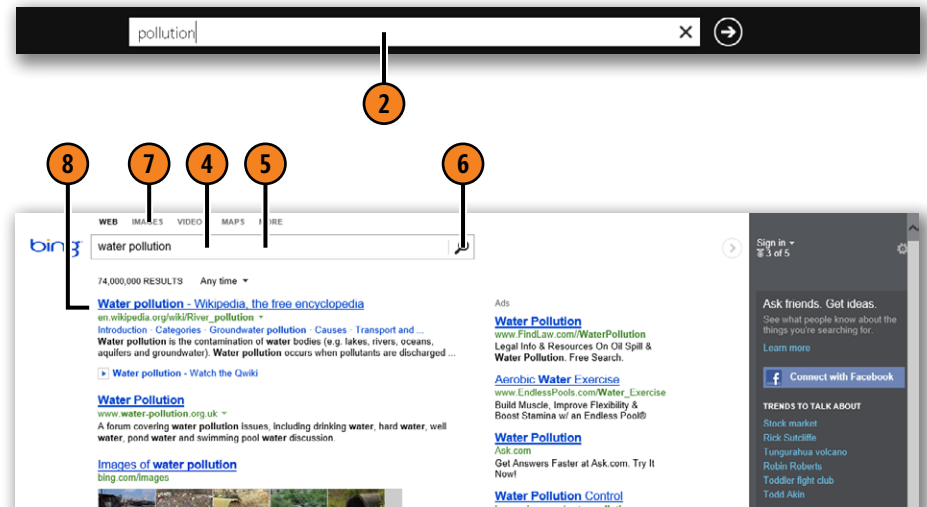 pollution
2
8 7 4 5 6
WEB IMAGES VIDEO MAPS MORE
bing
water pollution
Sign in
3 of 5
74,000,000 RESULTS Any time
Water pollution - Wikipedia, the free encyclopedia
en.wikipedia.org/wiki/River_pollution
Introduction · Categories · Groundwater pollution · Causes · Transport and ...
Water pollution is the contamination of water bodies (e.g. lakes, rivers, oceans,
aquifers and groundwater). Water pollution occurs when pollutants are discharged ...
Water pollution - Watch the Qwiki
Water Pollution
www.water-pollution.org.uk
A forum covering water pollution issues, including drinking water, hard water, well
water, pond water and swimming pool water discussion.
Images of water pollution
bing.com/images
Ads
Water Pollution
www.FindLaw.com//WaterPollution
Legal Info & Resources On Oil Spill &
Water Pollution. Free Search.
Aerobic Water Exercise
www.EndlessPools.com/Water_Exercise
Build Muscle, Improve Flexibility &
Boost Stamina w/ an Endless Pool®
Water Pollution
Ask.com
Get Answers Faster at Ask.com. Try It
Now!
Water Pollution Control
Ask friends. Get ideas.
See what people know about the
things you're searching for.
Learn more
f Connect with Facebook
TRENDS TO TALK ABOUT
Stock market
Rick Sutcliffe
Tungurahua volcano
Robin Roberts
Toddler fight club
Todd Akin